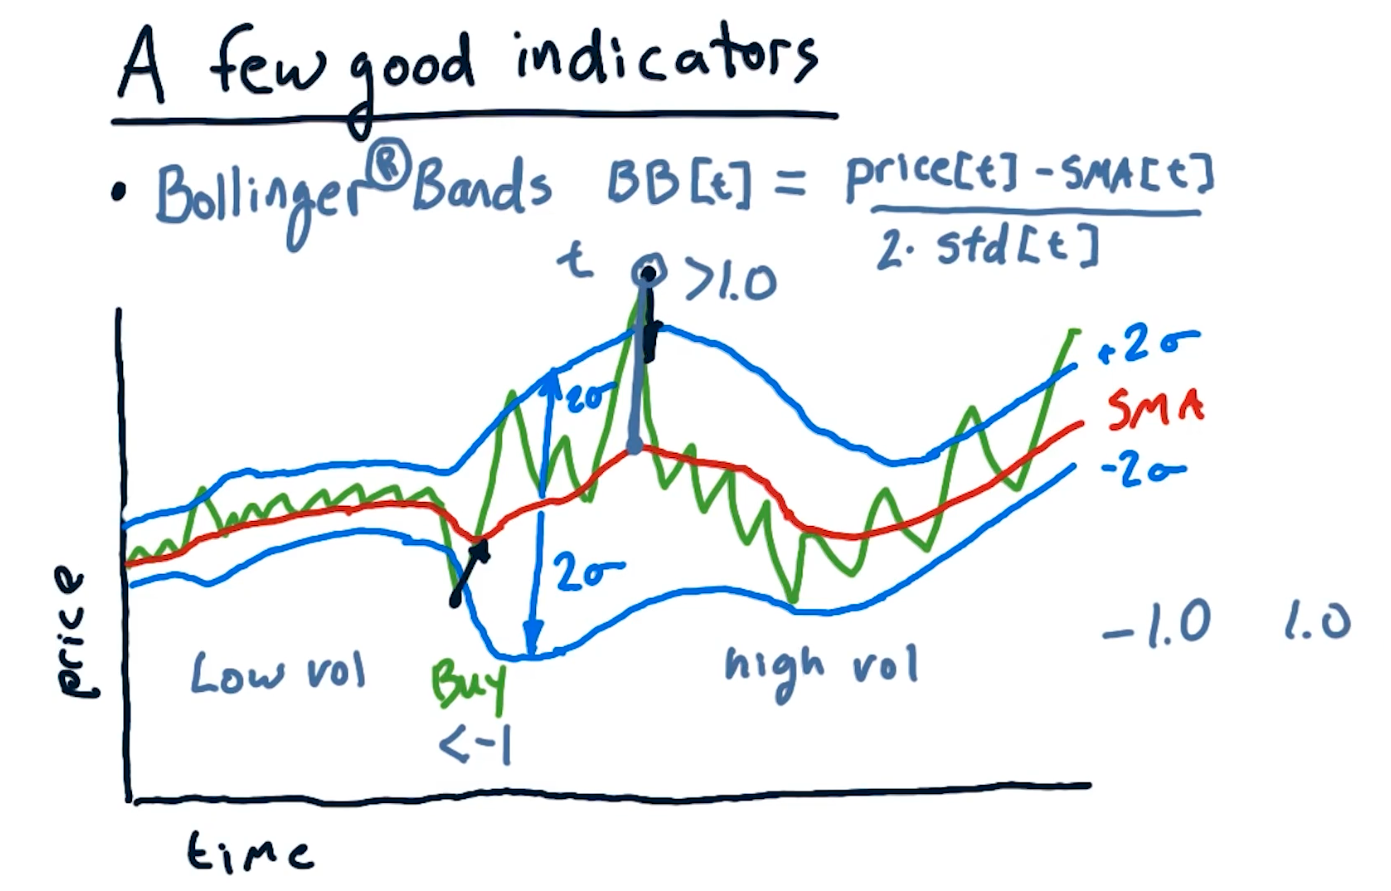 A few good indicators
• Bollinger® Bands BB[t] = price[t] - SMA[t]
2. std[t]
t >1.0
+2σ
2σ
SMA
-2σ
2σ
price
-1.0 1.0
Low vol
Buy
high vol
<-1
time